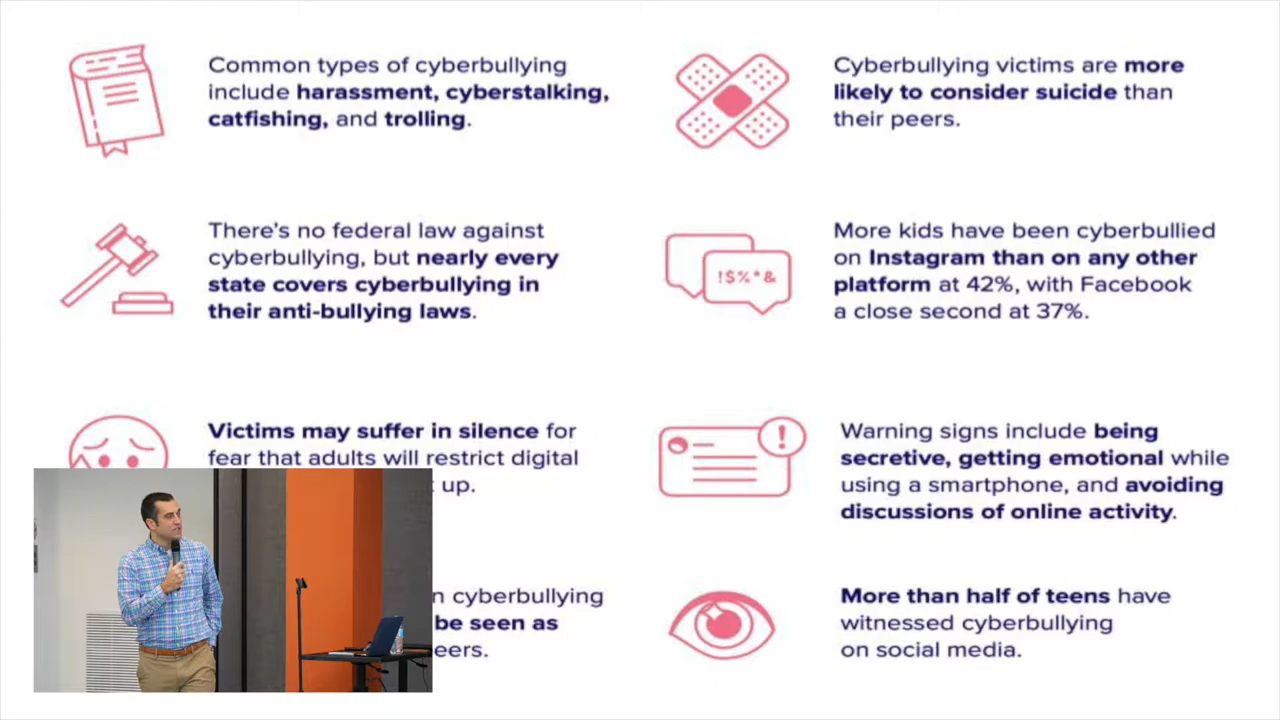 Common types of cyberbullying
include harassment, cyberstalking,
catfishing, and trolling.
There's no federal law against
cyberbullying, but nearly every
state covers cyberbullying in
their anti-bullying laws.
Victims may suffer in silence for
fear that adults will restrict digital
up.
cyberbullying
be seen as
Cyberbullying victims are more
likely to consider suicide than
their peers.
!$%*&
More kids have been cyberbullied
on Instagram than on any other
platform at 42%, with Facebook
a close second at 37%.
!
Warning signs include being
secretive, getting emotional while
using a smartphone, and avoiding
discussions of online activity.
More than half of teens have
witnessed cyberbullying
on social media.